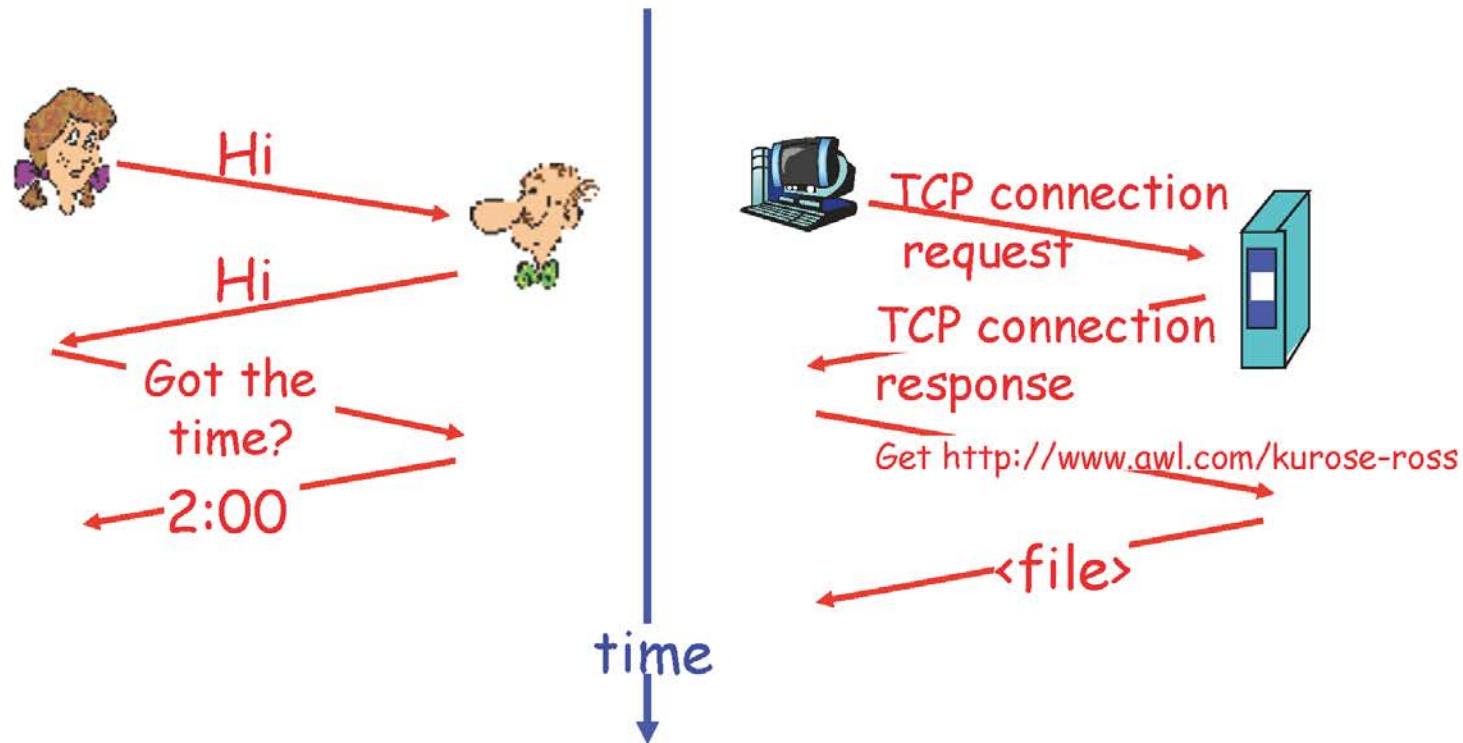 Hi
Hi
Got the
time?
2:00
TCP connection
request
TCP connection
response
Get http://www.awl.com/kurose-ross
<file>
time